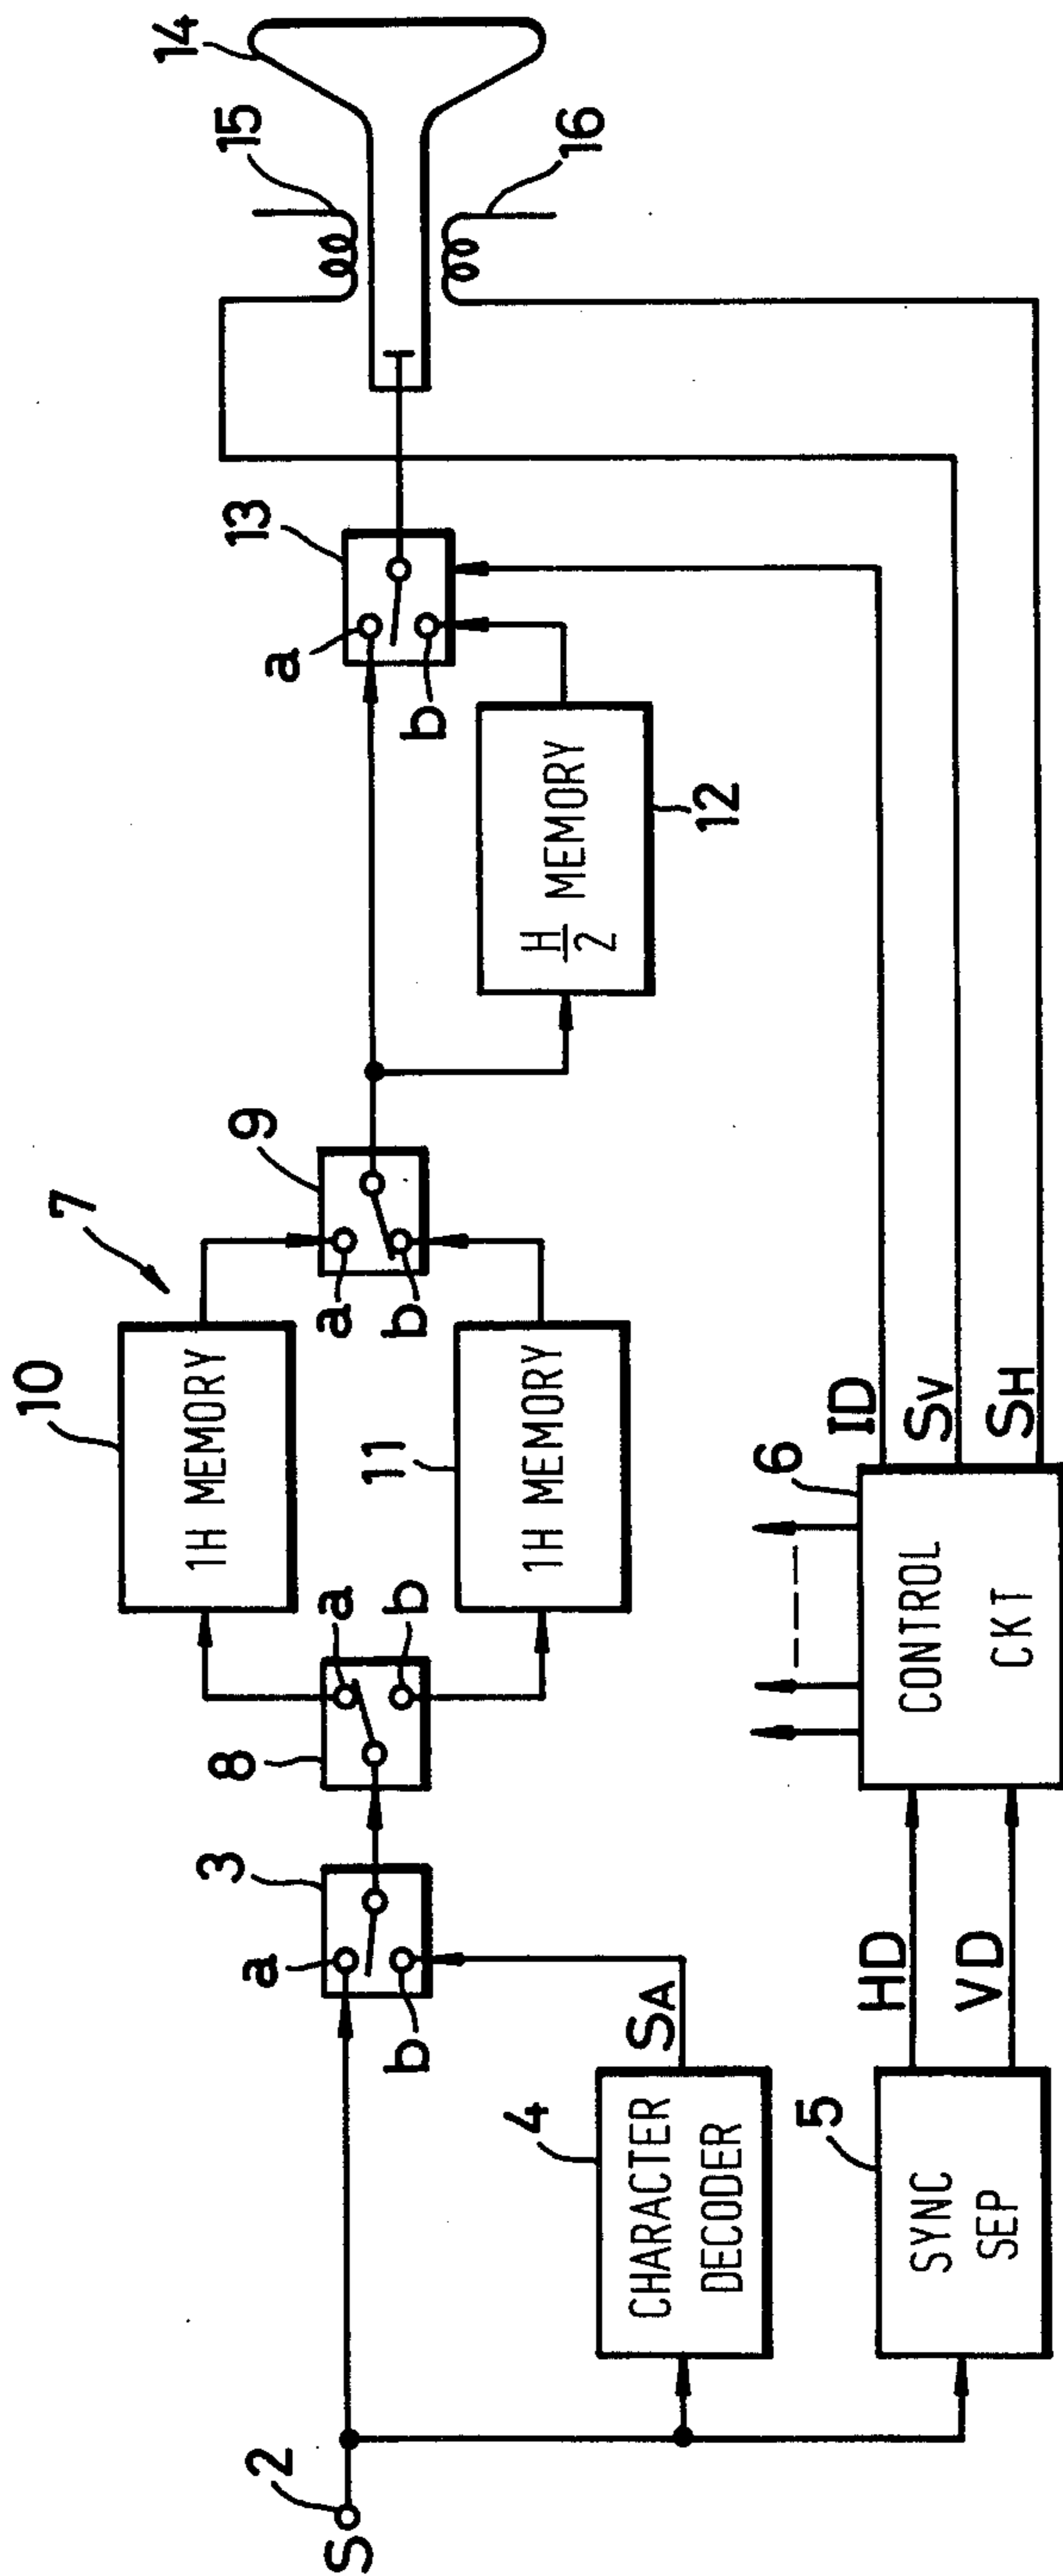 S
2
3
a
b
SA
4
CHARACTER
DECODER
5
SYNC
SEP
HD
VD
8
a
b
7
10
1H MEMORY
11
1H MEMORY
9
a
b
6
CONTROL
CKT
ID
SV
SH
H
2
MEMORY
12
13
a
b
14
15
16